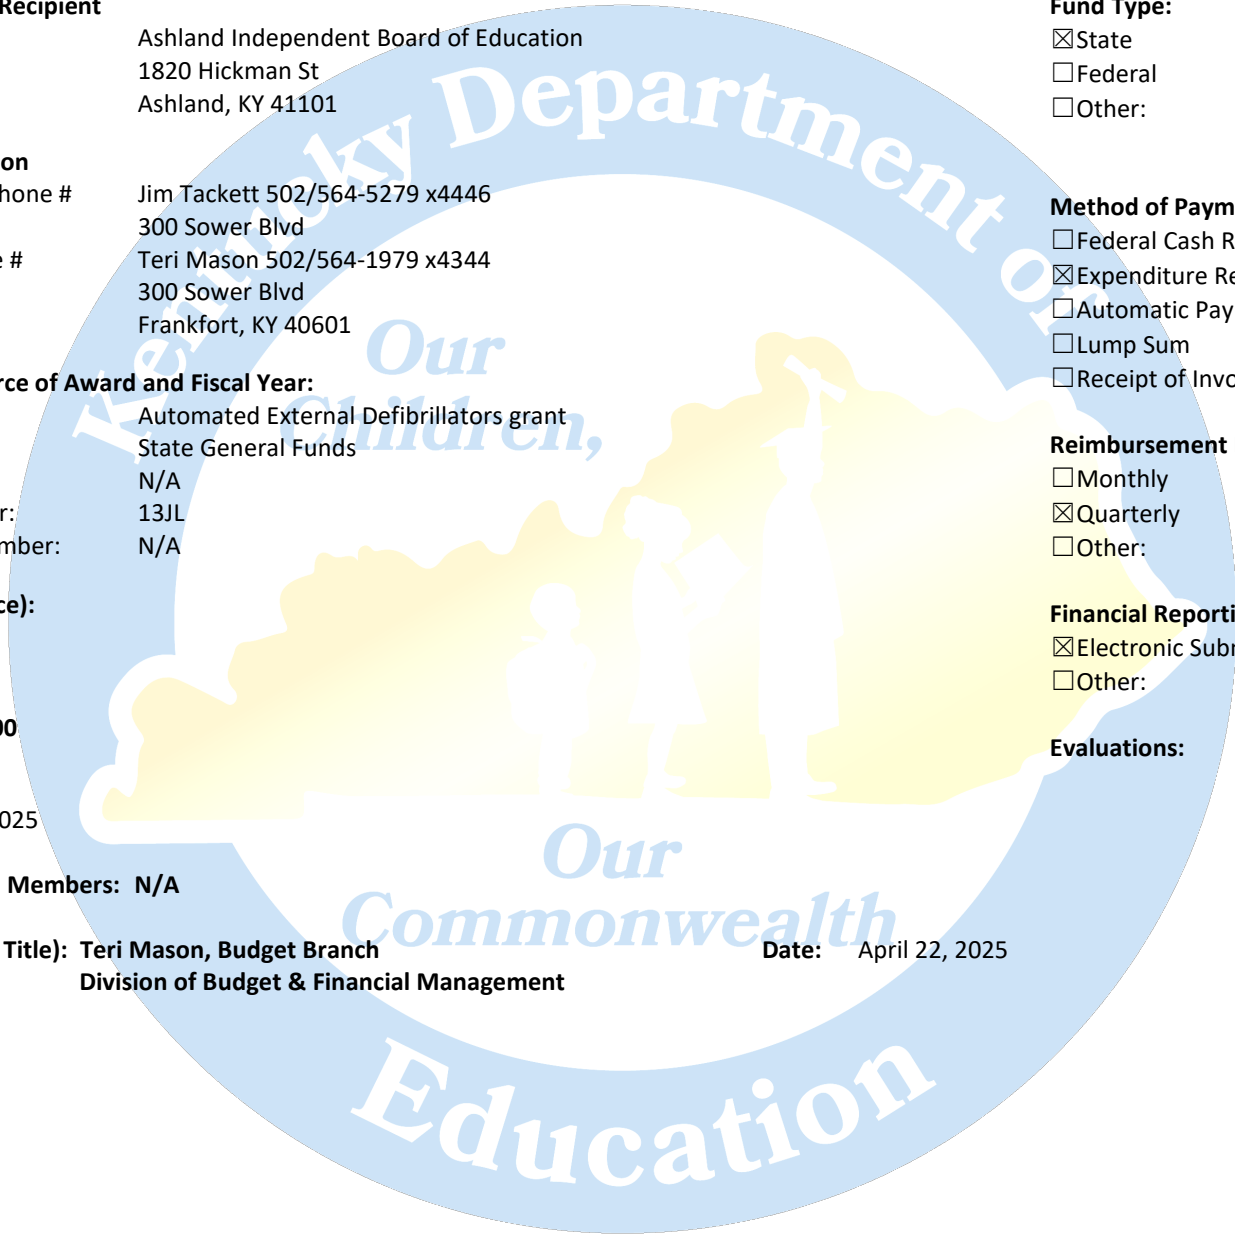 Recipient
Ashland Independent Board of Education
1820 Hickman St
Ashland, KY 41101
on
hone # Jim Tackett 502/564-5279 x4446
300 Sower Blvd
e # Teri Mason 502/564-1979 x4344
300 Sower Blvd
Frankfort, KY 40601
rce of Award and Fiscal Year:
Automated External Defibrillators grant
State General Funds
N/A
r: 13JL
mber: N/A
ce):
00
025
Members: N/A
Title): Teri Mason, Budget Branch
Division of Budget & Financial Management
Date: April 22, 2025
Fund Type:
☒State
☐Federal
☐Other:
Method of Paym
☐Federal Cash R
☒Expenditure Re
☐Automatic Pay
☐Lump Sum
☐Receipt of Invo
Reimbursement
☐Monthly
☒Quarterly
☐Other:
Financial Reporti
☒Electronic Subr
☐Other:
Evaluations:
Kentucky Department of
Education
Our
Children,
Our
Commonwealth